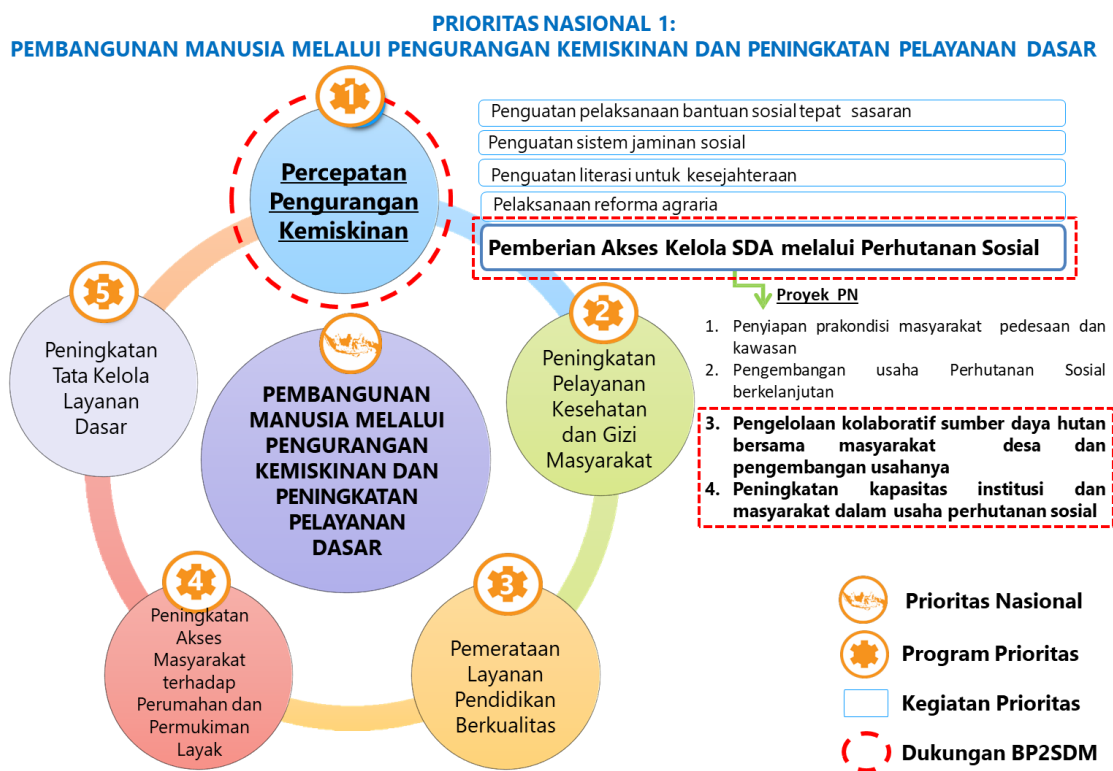 PRIORITAS NASIONAL 1:
PEMBANGUNAN MANUSIA MELALUI PENGURANGAN KEMISKINAN DAN PENINGKATAN PELAYANAN DASAR
1
Percepatan
Pengurangan
Kemiskinan
Penguatan pelaksanaan bantuan sosial tepat sasaran
Penguatan sistem jaminan sosial
Penguatan literasi untuk kesejahteraan
Pelaksanaan reforma agraria
Pemberian Akses Kelola SDA melalui Perhutanan Sosial
Proyek PN
1. Penyiapan prakondisi masyarakat pedesaan dan
kawasan
2. Pengembangan usaha Perhutanan Sosial
berkelanjutan
3. Pengelolaan kolaboratif sumber daya hutan
bersama masyarakat desa dan
pengembangan usahanya
4. Peningkatan kapasitas institusi dan
masyarakat dalam usaha perhutanan sosial
2
Peningkatan
Pelayanan
Kesehatan
dan Gizi
Masyarakat
5
Peningkatan
Tata Kelola
Layanan
Dasar
PEMBANGUNAN
MANUSIA MELALUI
PENGURANGAN
KEMISKINAN DAN
PENINGKATAN
PELAYANAN
DASAR
4
Peningkatan
Akses
Masyarakat
terhadap
Perumahan dan
Permukiman
Layak
3
Pemerataan
Layanan
Pendidikan
Berkualitas
Prioritas Nasional
Program Prioritas
Kegiatan Prioritas
Dukungan BP2SDM